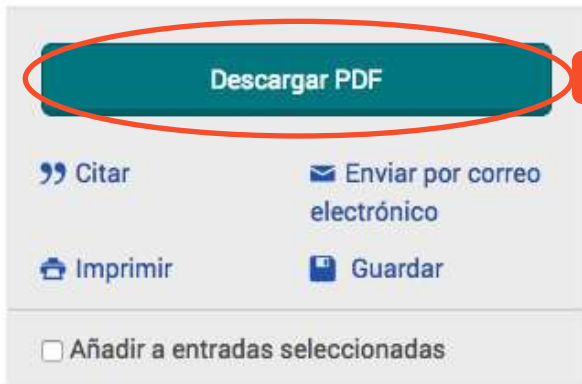 Descargar PDF
Citar
Enviar por correo
electrónico
Imprimir
Guardar
Añadir a entradas seleccionadas